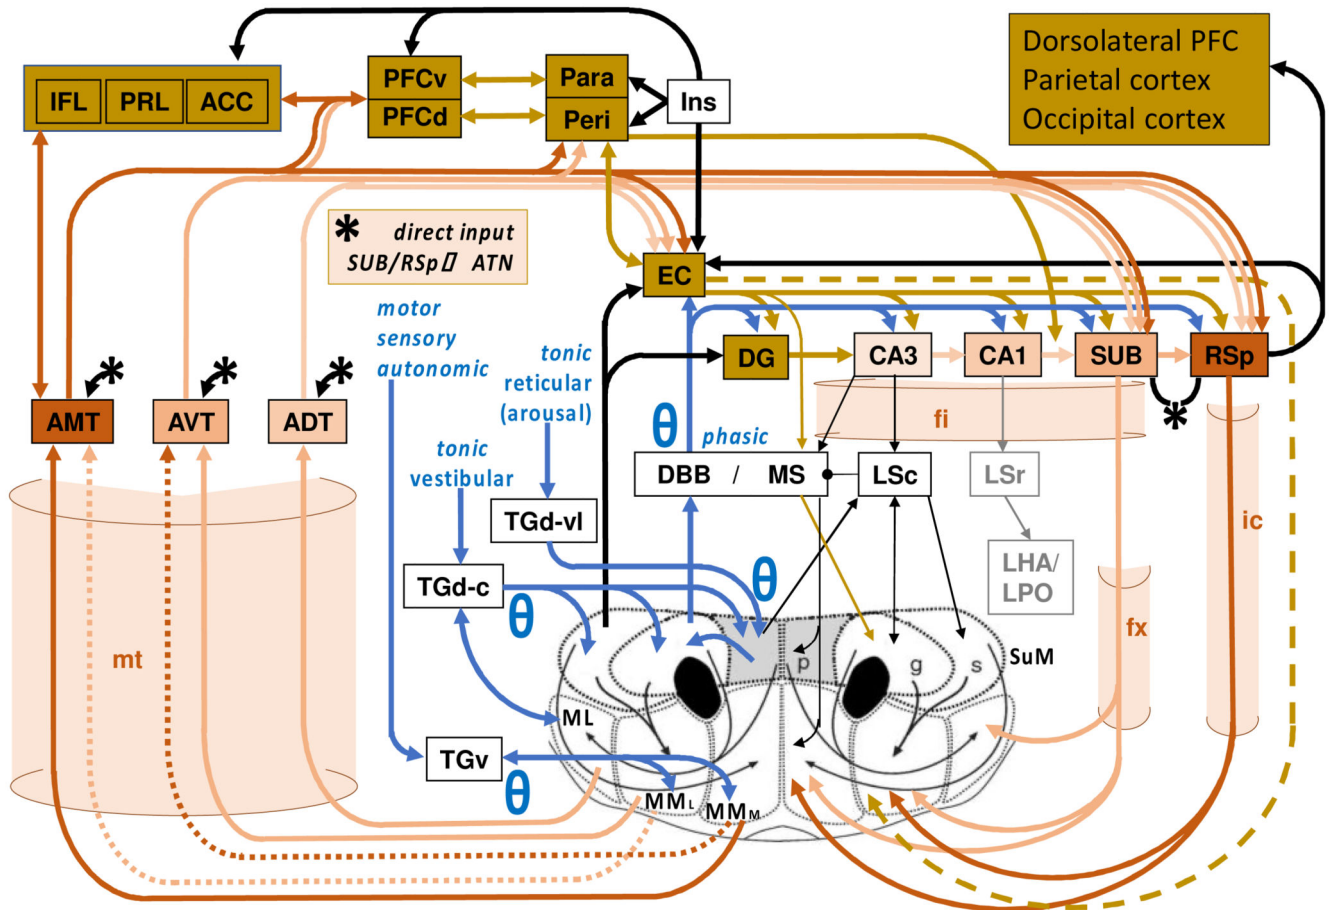 Dorsolateral PFC
Parietal cortex
Occipital cortex
IFL PRL ACC
PFCv
PFCd
Para
Peri
Ins
* direct input
SUB/RSp▯ ATN
EC
motor
sensory
autonomic
tonic
reticular
(arousal)
DG
CA3
CA1
SUB
RSp
*
*
*
*
AMT
AVT
ADT
fi
θ
phasic
tonic
vestibular
DBB / MS
LSc
LSr
TGd-vl
ic
LHA/
LPO
TGd-c
θ
θ
fx
mt
p
g
s
SuM
ML
TGv
θ
MML
MMM